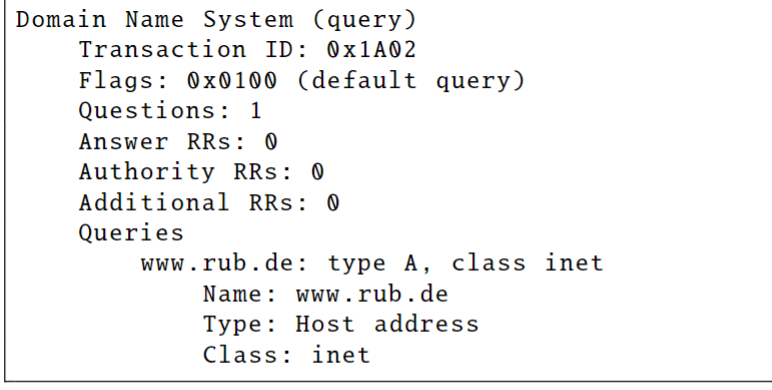 Domain Name System (query)
Transaction ID: 0x1A02
Flags: 0x0100 (default query)
Questions: 1
Answer RRs: 0
Authority RRs: 0
Additional RRs: 0
Queries
www.rub.de: type A, class inet
Name: www.rub.de
Type: Host address
Class: inet